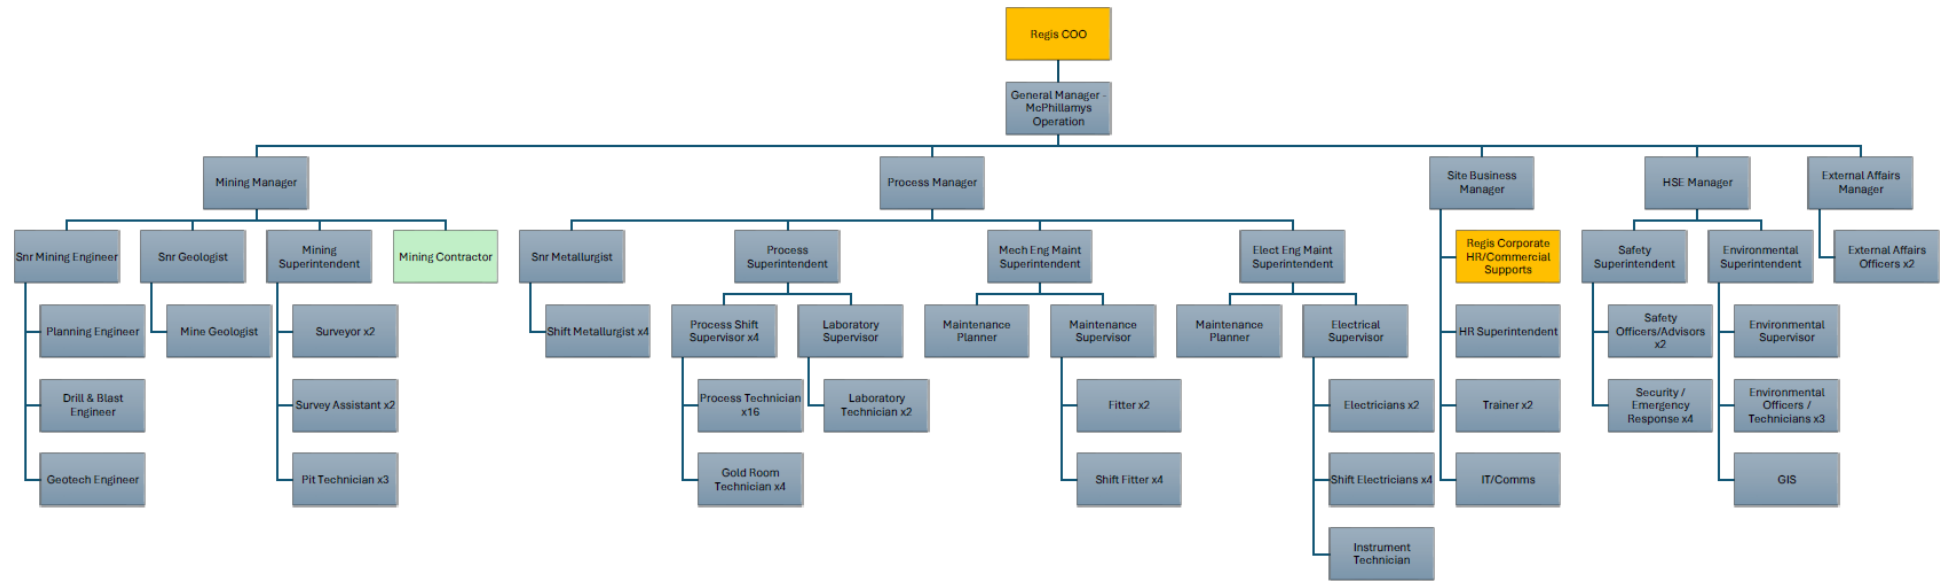 Regis COO
General Manager -
McPhillamys
Operation
Mining Manager
Process Manager
Site Business
Manager
HSE Manager
External Affairs
Manager
Snr Mining Engineer
Snr Geologist
Mining
Superintendent
Mining Contractor
Snr Metallurgist
Process
Superintendent
Mech Eng Maint
Superintendent
Elect Eng Maint
Superintendent
Regis Corporate
HR/Commercial
Supports
Safety
Superintendent
Environmental
Superintendent
External Affairs
Officers x2
Planning Engineer
Mine Geologist
Surveyor x2
Shift Metallurgist x4
Process Shift
Supervisor x4
Laboratory
Supervisor
Maintenance
Planner
Maintenance
Supervisor
Maintenance
Planner
Electrical
Supervisor
HR Superintendent
Safety
Officers/Advisors
x2
Environmental
Supervisor
Drill & Blast
Engineer
Survey Assistant x2
Process Technician
x16
Laboratory
Technician x2
Fitter x2
Electricians x2
Trainer x2
Security /
Emergency
Response x4
Environmental
Officers /
Technicians x3
Geotech Engineer
Pit Technician x3
Gold Room
Technician x4
Shift Fitter x4
Shift Electricians x4
IT/Comms
GIS
Instrument
Technician